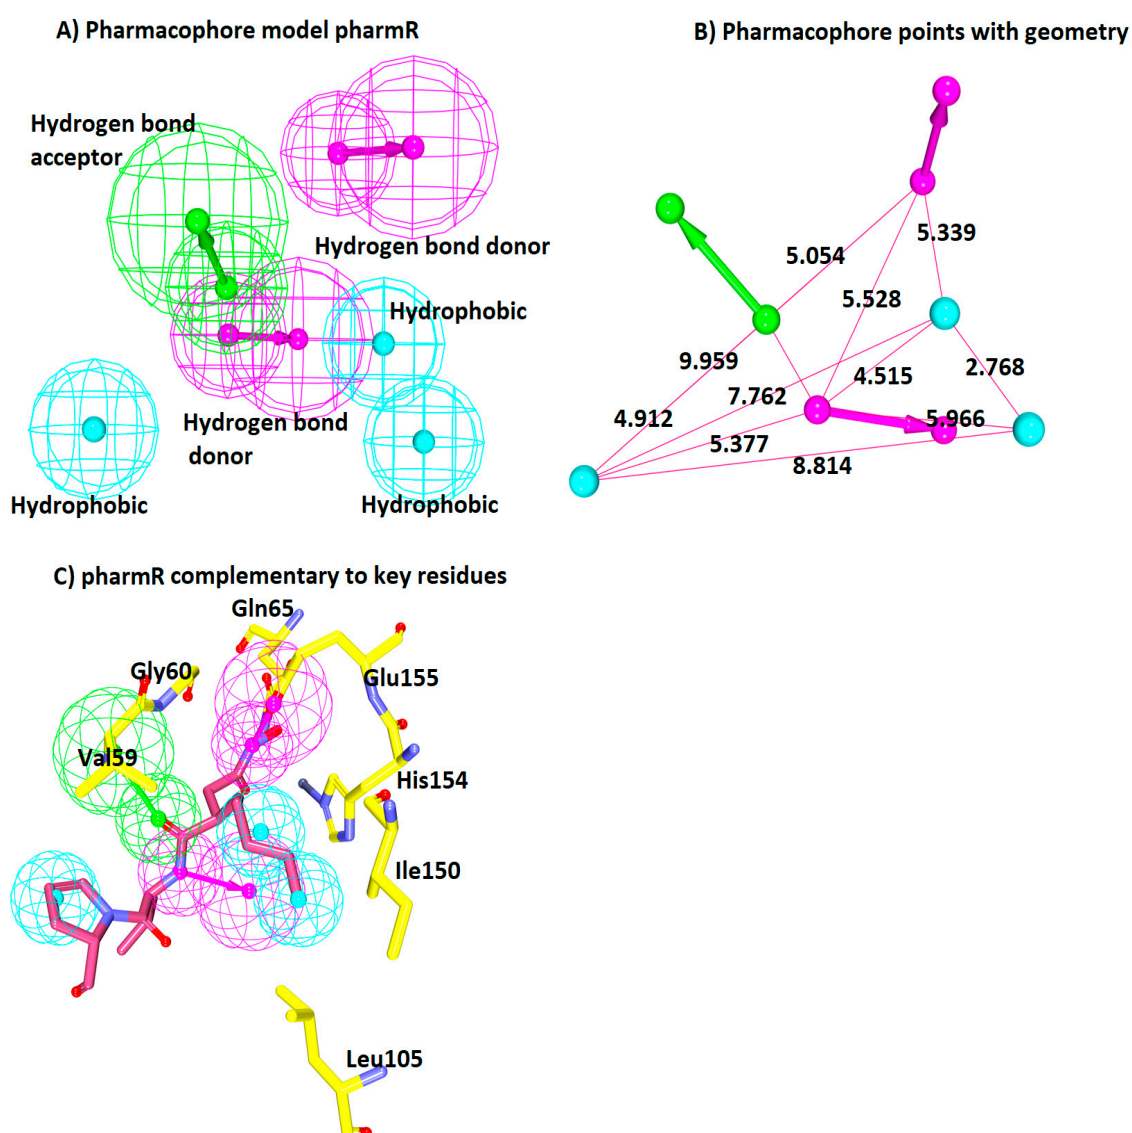 A) Pharmacophore model pharmR
Hydrogen bond
acceptor
Hydrogen bond donor
Hydrophobic
Hydrogen bond
donor
Hydrophobic
Hydrophobic
B) Pharmacophore points with geometry
5.339
5.054
5.528
9.959
2.768
4.515
7.762
4.912
5.966
5.377
8.814
C) pharmR complementary to key residues
Gln65
Gly60
Glu155
Val59
His154
Ile150
Leu105